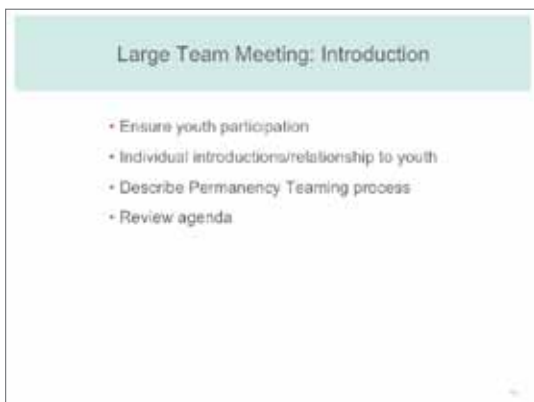 Large Team Meeting: Introduction
• Ensure youth participation
• Individual introductions/relationship to youth
• Describe Permanency Teaming process
• Review agenda